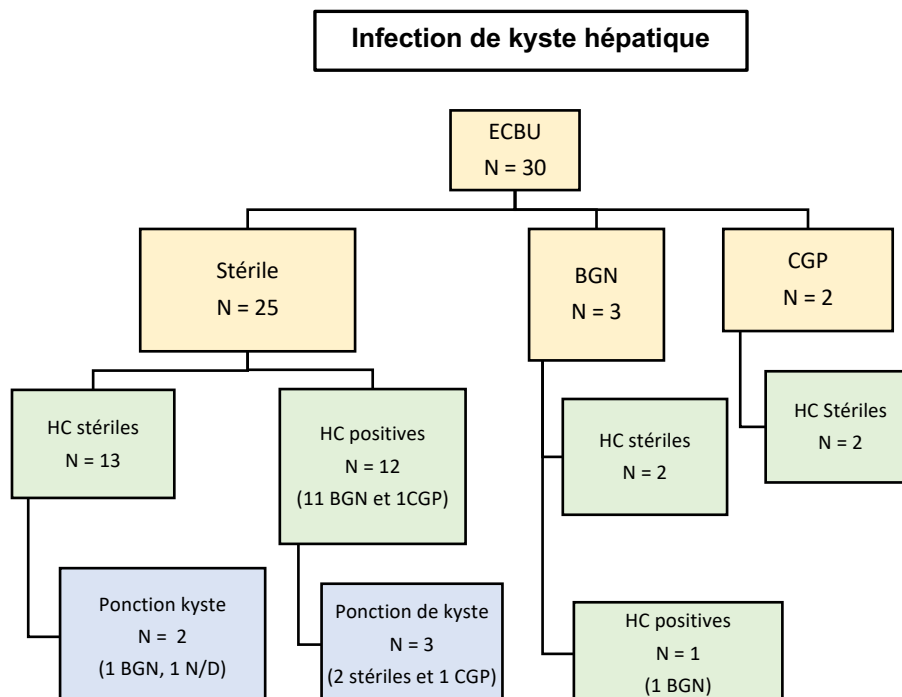 Infection de kyste hépatique
ECBU
N = 30
Stérile
N = 25
BGN
N = 3
CGP
N = 2
HC stériles
N = 13
HC positives
N = 12
(11 BGN et 1CGP)
HC stériles
N = 2
HC Stériles
N = 2
Ponction kyste
N = 2
(1 BGN, 1 N/D)
Ponction de kyste
N = 3
(2 stériles et 1 CGP)
HC positives
N = 1
(1 BGN)